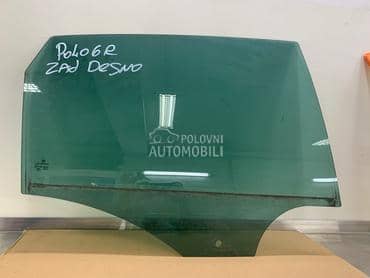 POLO 6R
ZAD DESNO
POLOVNI
AUTOMOBILI